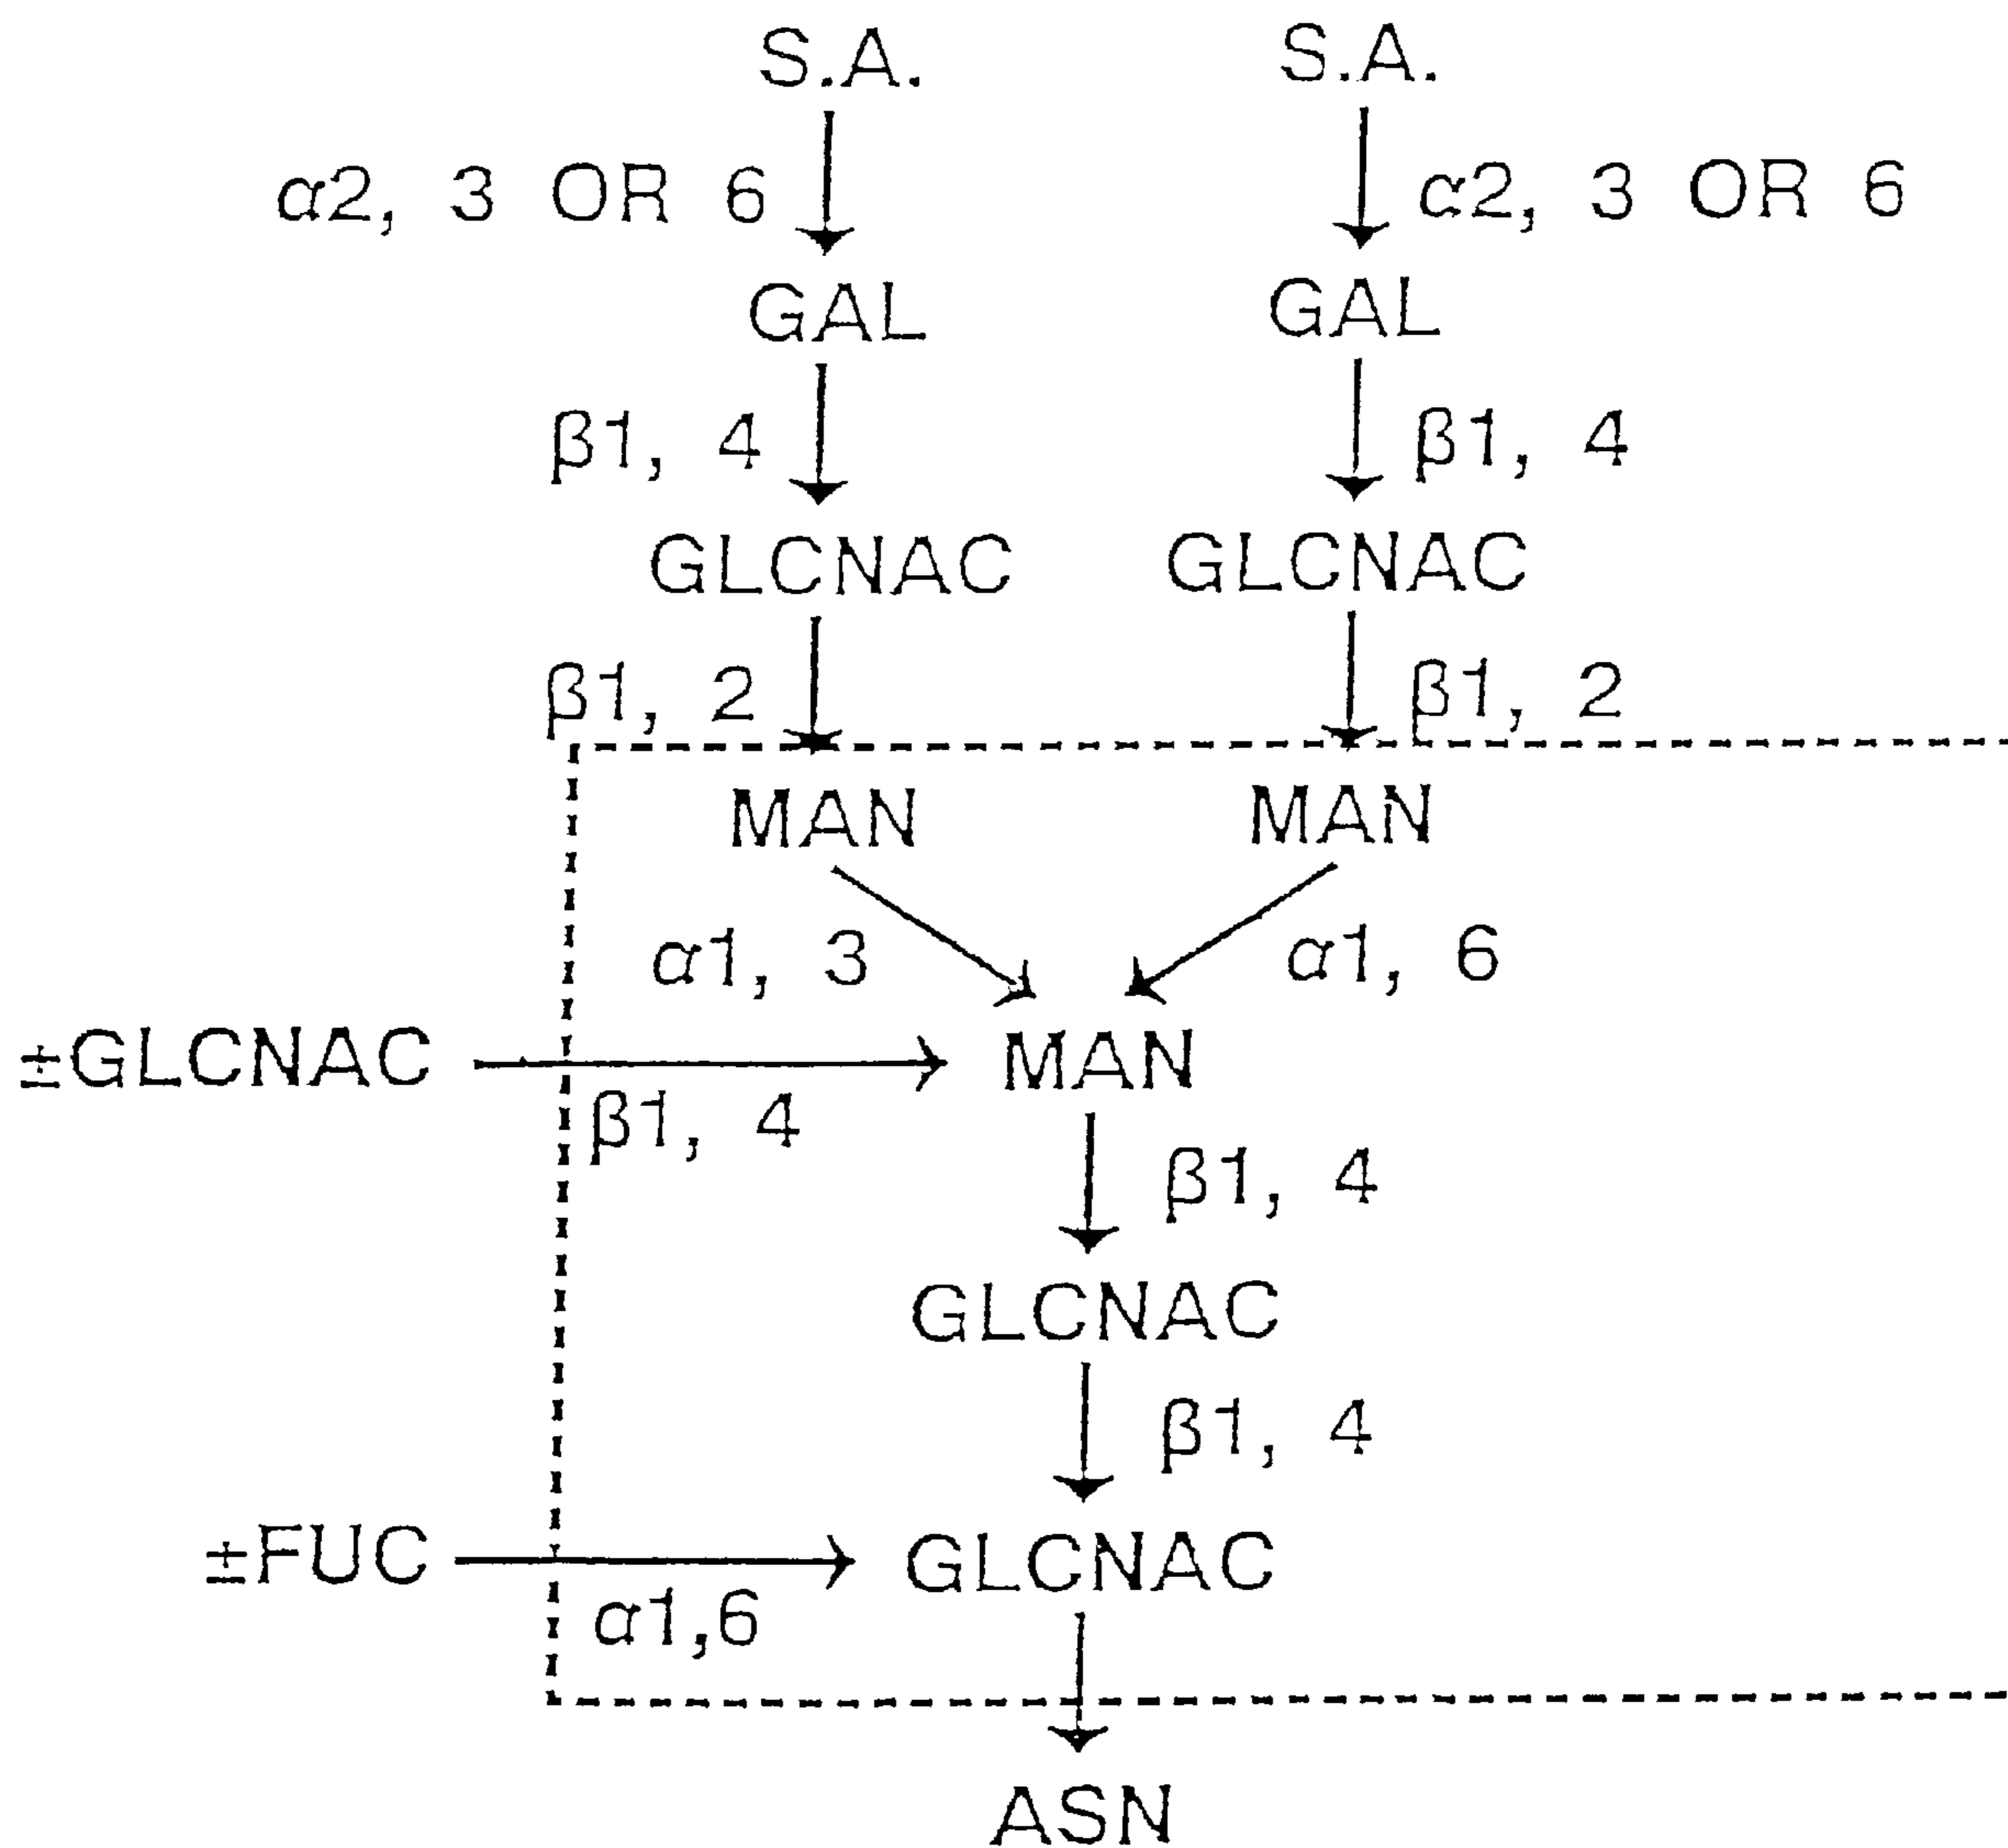 S.A. S.A.
α2, 3 OR 6 α2, 3 OR 6
GAL GAL
β1, 4 β1, 4
GLCNAC GLCNAC
β1, 2 β1, 2
MAN MAN
α1, 3 α1, 6
±GLCNAC MAN
β1, 4
β1, 4
GLCNAC
β1, 4
±FUC GLCNAC
α1,6
ASN